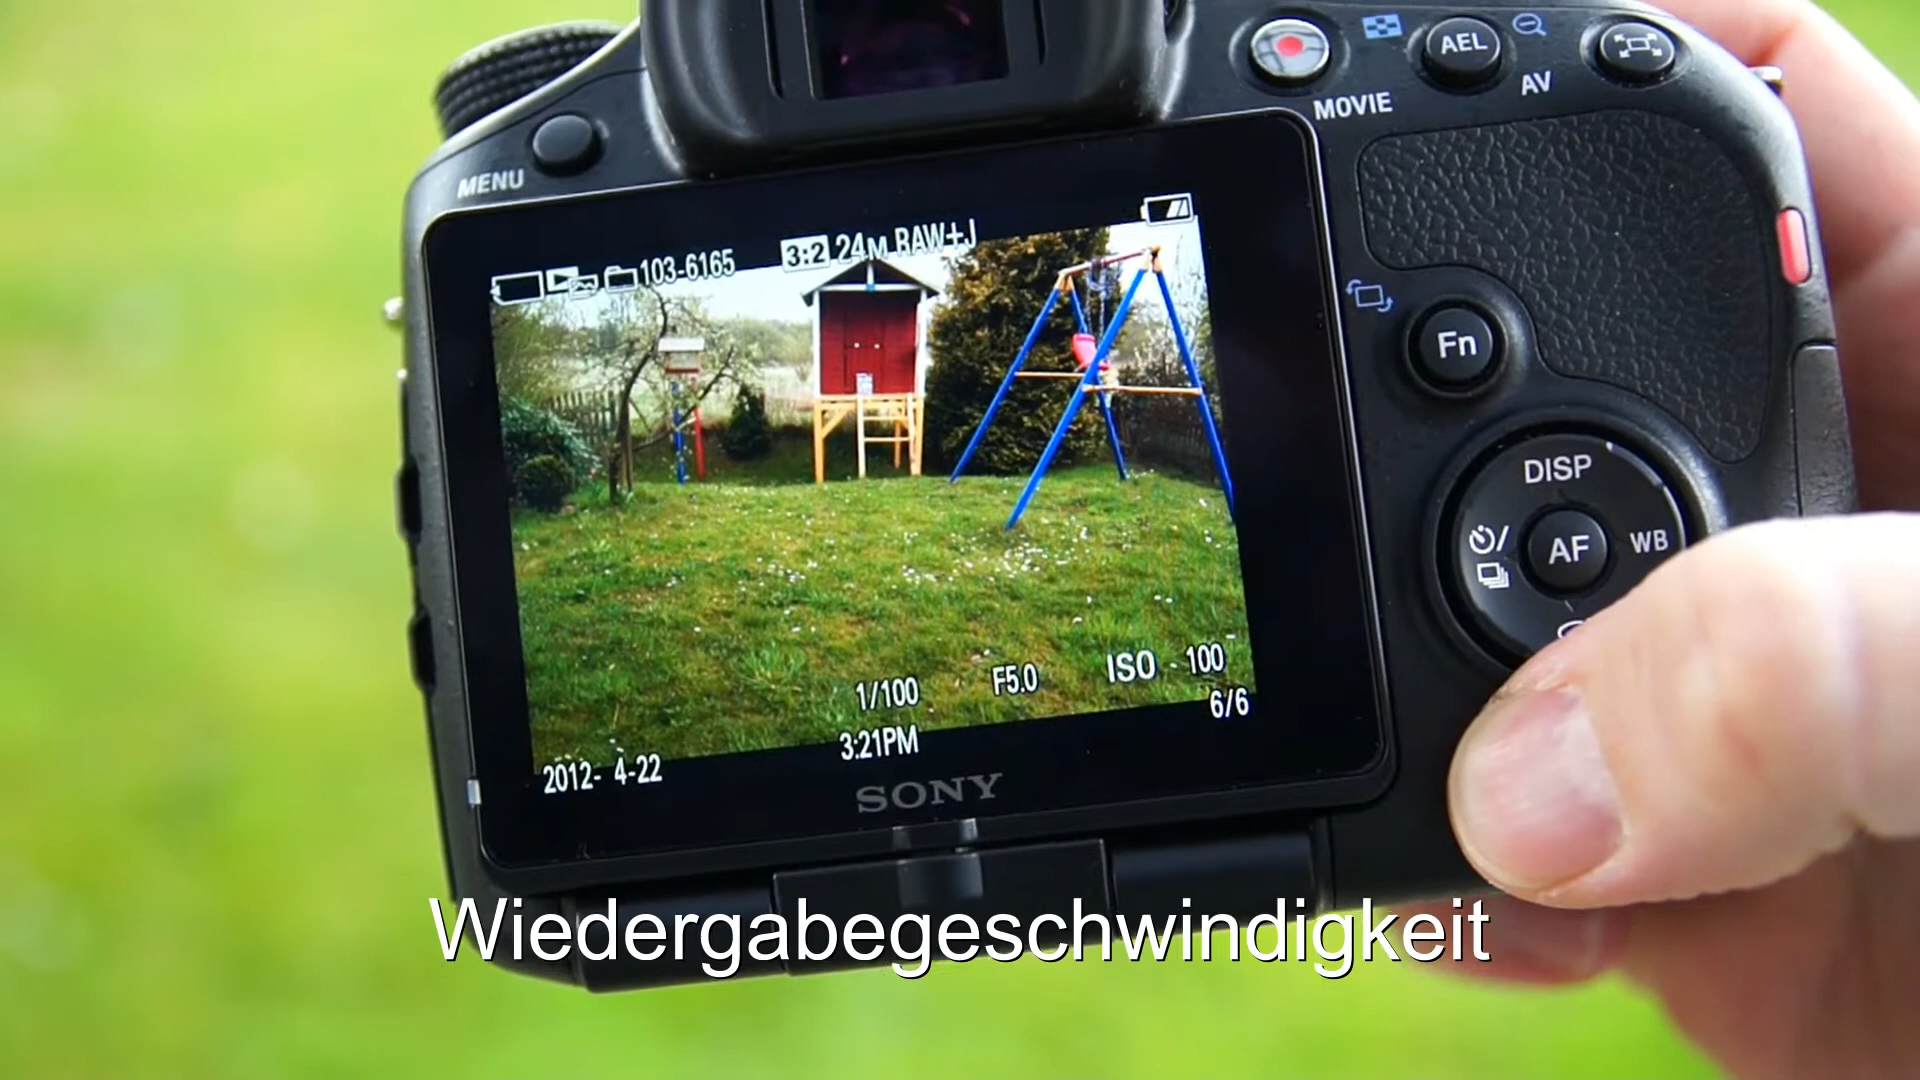 MOVIE
AEL
AV
MENU
103-6165 3:2 24M RAW+J
Fn
DISP
AF
WB
1/100 F5.0 ISO - 100
6/6
2012- 4-22 3:21PM
SONY
Wiedergabegeschwindigkeit